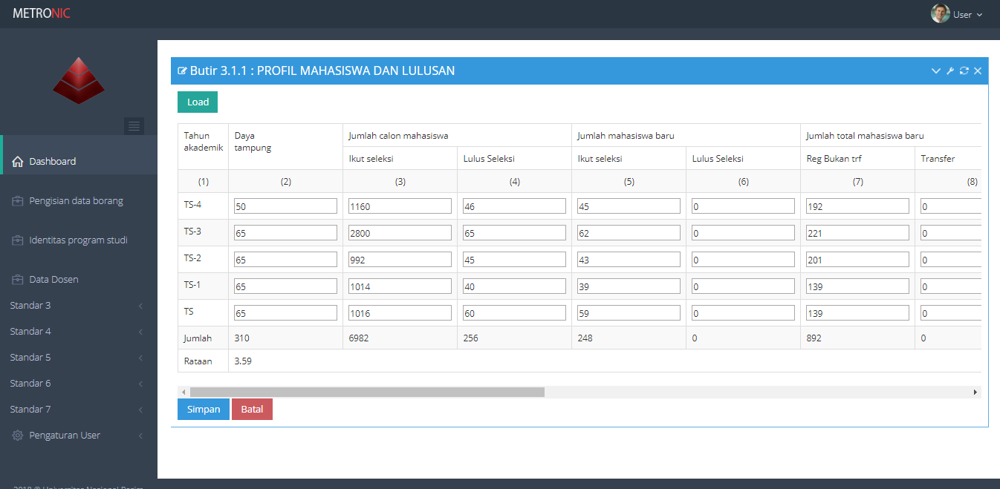 METRONIC
User
Butir 3.1.1 : PROFIL MAHASISWA DAN LULUSAN
Load
Dashboard
Pengisian data borang
Identitas program studi
Data Dosen
Standar 3
Standar 4
Standar 5
Standar 6
Standar 7
Pengaturan User
Tahun akademik Daya tampung Jumlah calon mahasiswa Jumlah mahasiswa baru Jumlah total mahasiswa baru
Ikut seleksi Lulus Seleksi Ikut seleksi Lulus Seleksi Reg Bukan trf Transfer
(1) (2) (3) (4) (5) (6) (7) (8)
TS-4 50 1160 46 45 0 192 0
TS-3 65 2800 65 62 0 221 0
TS-2 65 992 45 43 0 201 0
TS-1 65 1014 40 39 0 139 0
TS 65 1016 60 59 0 139 0
Jumlah 310 6982 256 248 0 892 0
Rataan 3.59
Simpan Batal
2018 © Universitas Nasional Pasim